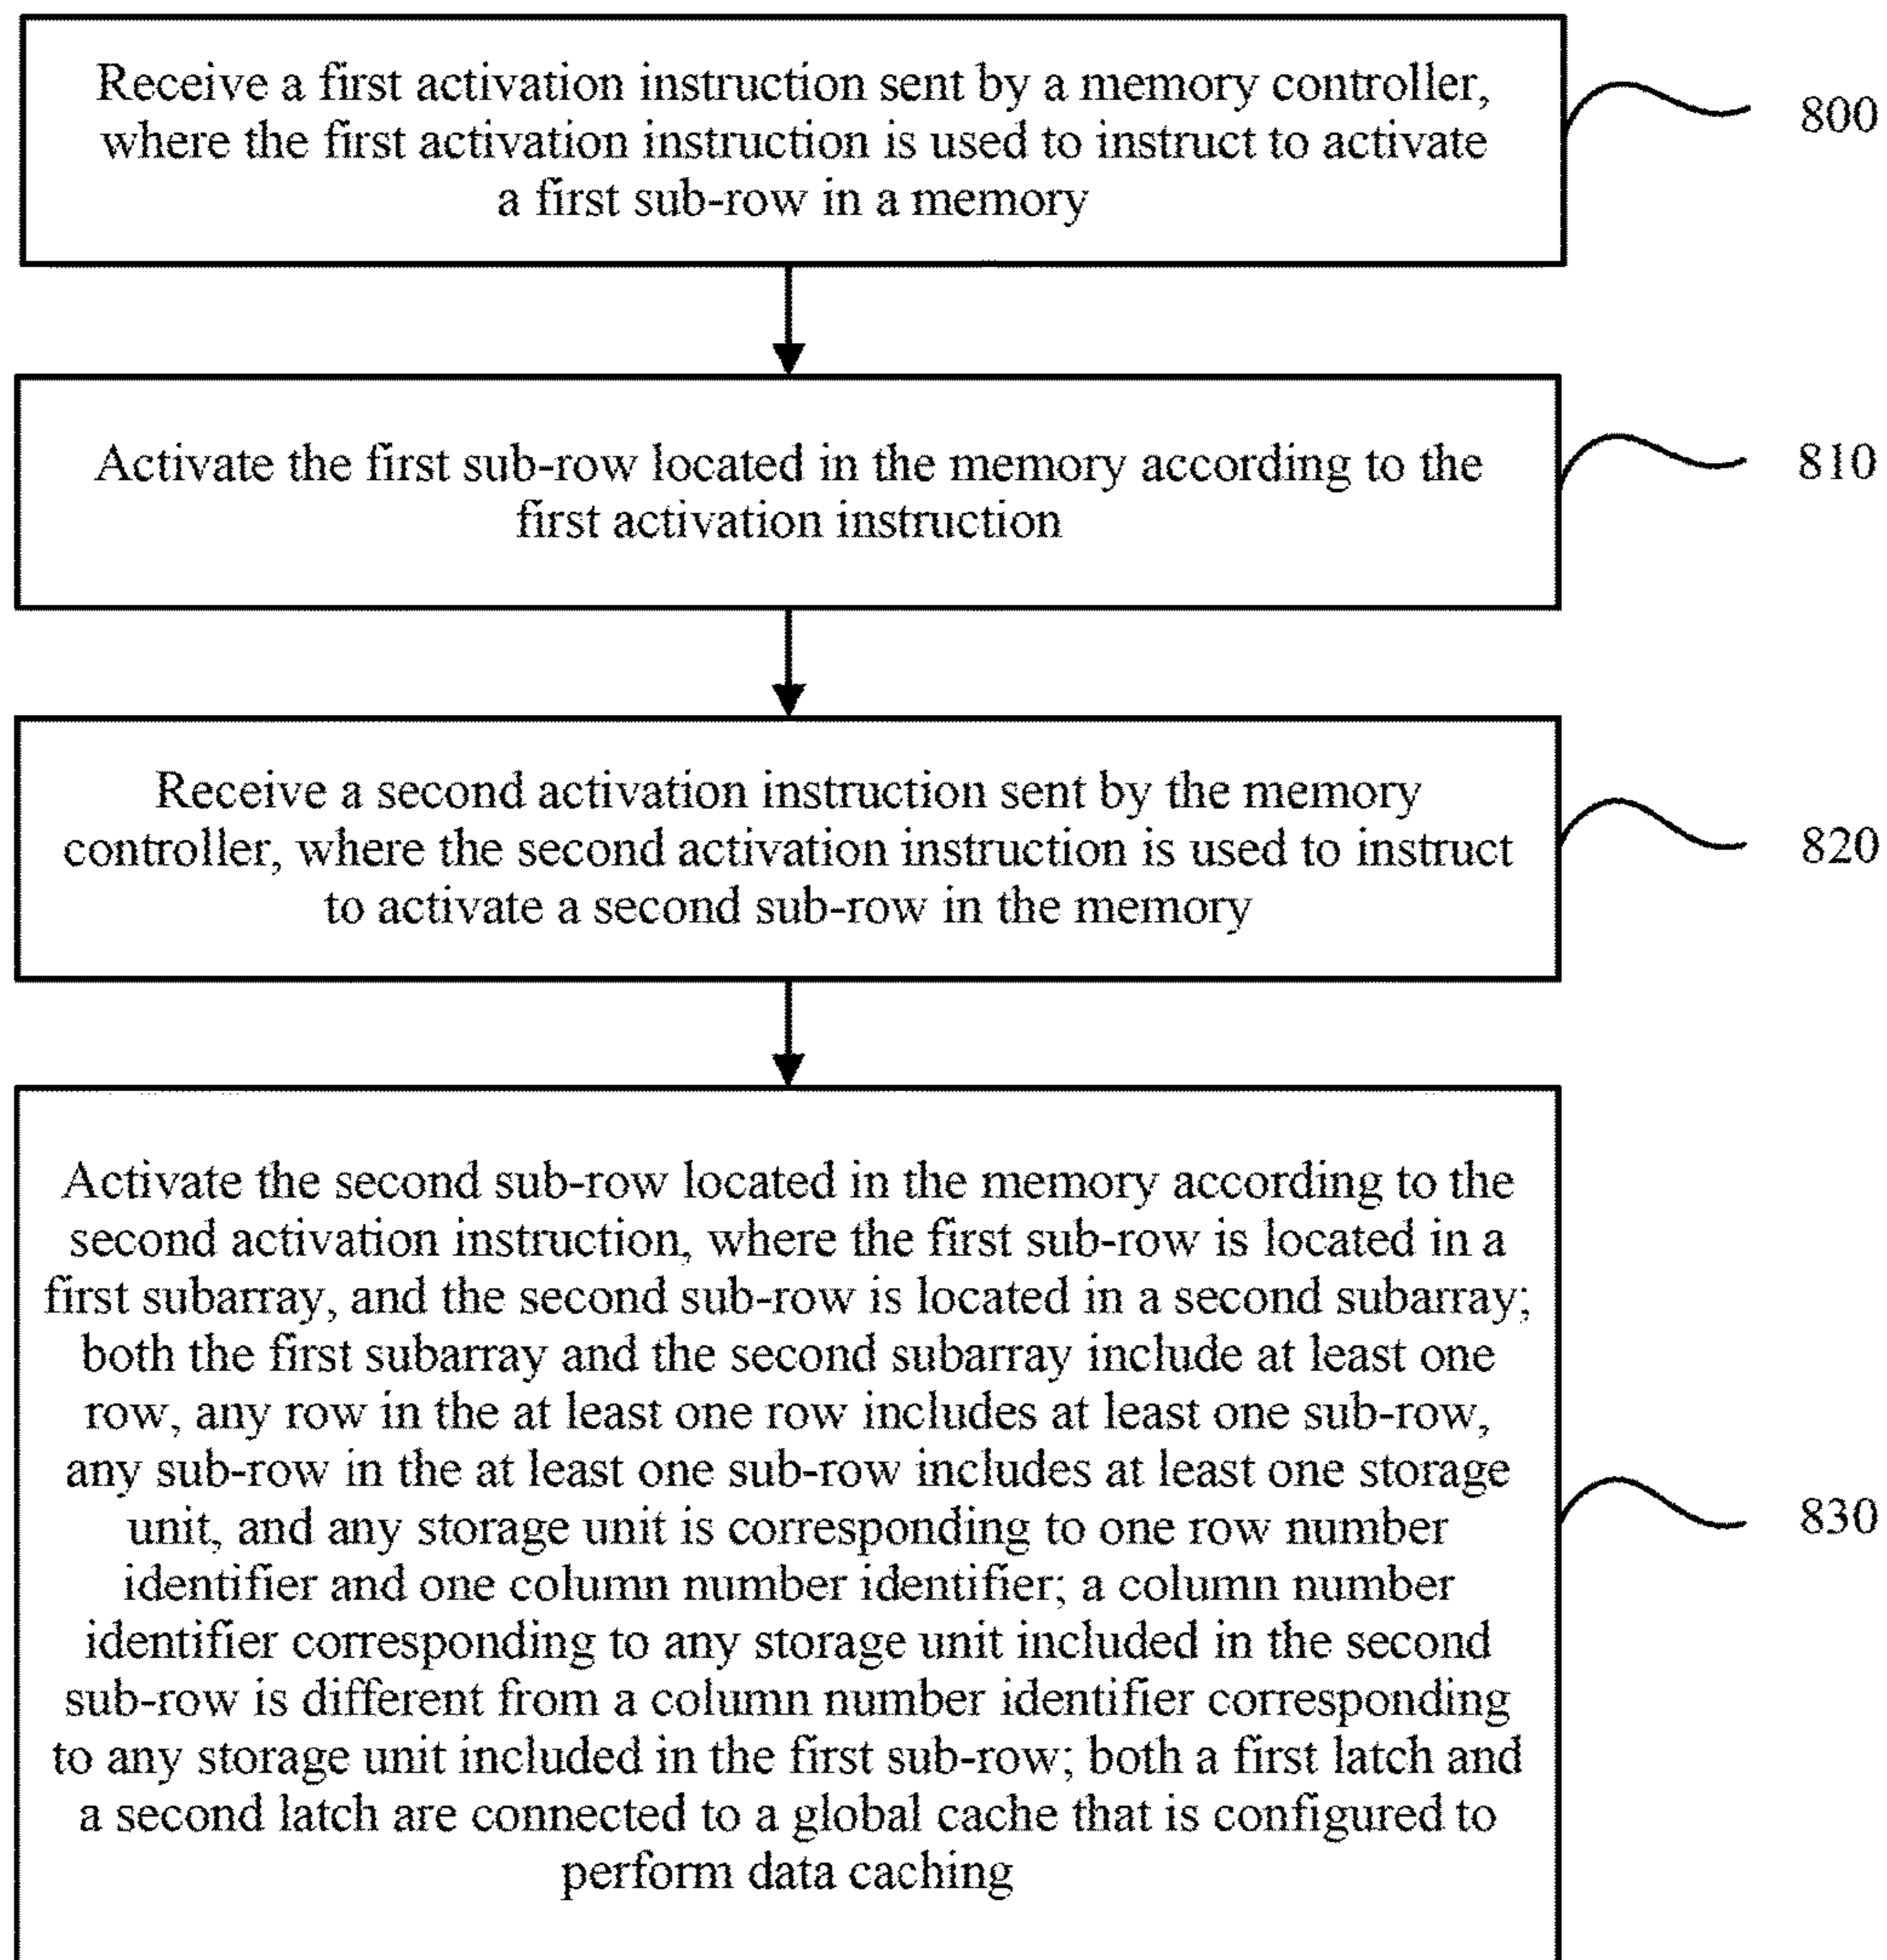 Receive a first activation instruction sent by a memory controller,
where the first activation instruction is used to instruct to activate
a first sub-row in a memory
800
Activate the first sub-row located in the memory according to the
first activation instruction
810
Receive a second activation instruction sent by the memory
controller, where the second activation instruction is used to instruct
to activate a second sub-row in the memory
820
Activate the second sub-row located in the memory according to the
second activation instruction, where the first sub-row is located in a
first subarray, and the second sub-row is located in a second subarray;
both the first subarray and the second subarray include at least one
row, any row in the at least one row includes at least one sub-row,
any sub-row in the at least one sub-row includes at least one storage
unit, and any storage unit is corresponding to one row number
identifier and one column number identifier; a column number
identifier corresponding to any storage unit included in the second
sub-row is different from a column number identifier corresponding
to any storage unit included in the first sub-row; both a first latch and
a second latch are connected to a global cache that is configured to
perform data caching
830